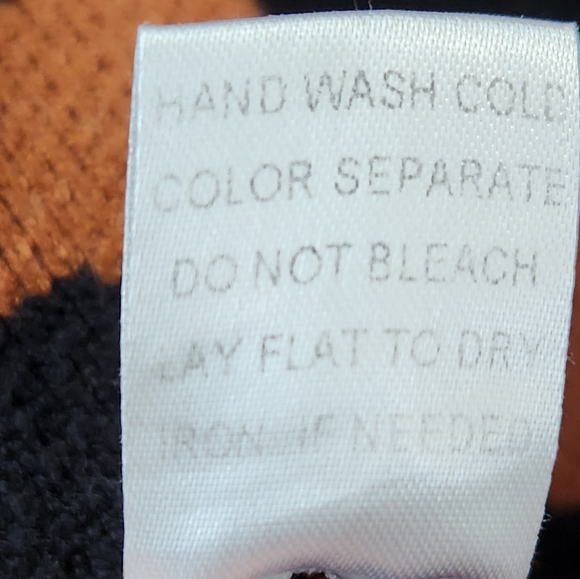 HAND WASH COLD
COLOR SEPARATE
DO NOT BLEACH
LAY FLAT TO DRY
IRON IF NEEDED